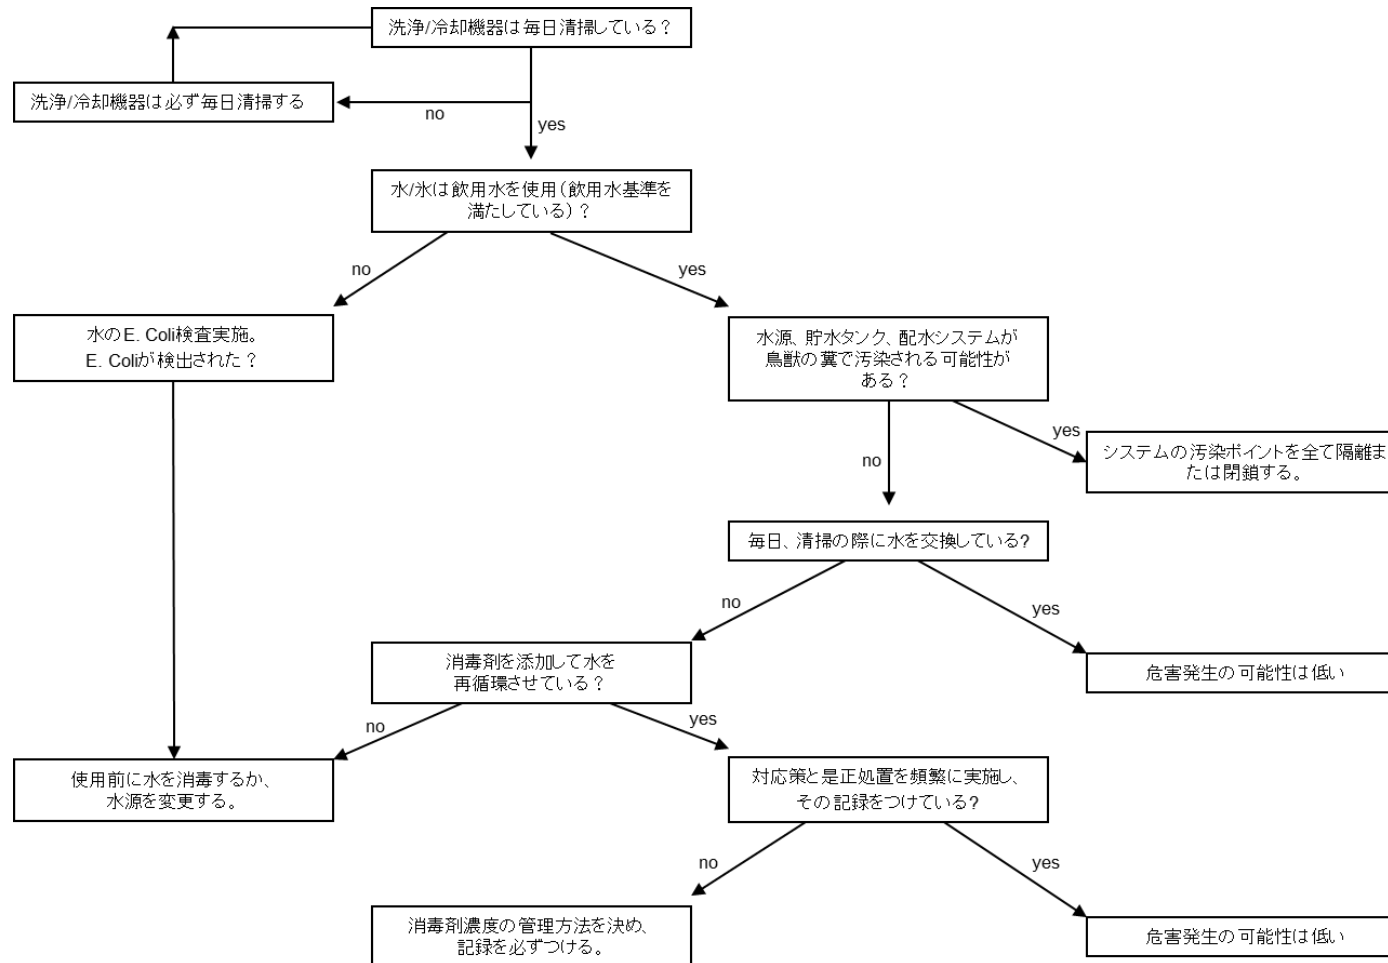 洗浄/冷却機器は毎日清掃している？
洗浄/冷却機器は必ず毎日清掃する
no
yes
水/氷は飲用水を使用（飲用水基準を
満たしている）？
no
yes
水のE. Coli検査実施。
E. Coliが検出された？
水源、貯水タンク、配水システムが
鳥獣の糞で汚染される可能性が
ある？
yes
no
システムの汚染ポイントを全て隔離ま
たは閉鎖する。
毎日、清掃の際に水を交換している?
no
yes
消毒剤を添加して水を
再循環させている？
危害発生の可能性は低い
no
yes
使用前に水を消毒するか、
水源を変更する。
対応策と是正処置を頻繁に実施し、
その記録をつけている?
no
yes
消毒剤濃度の管理方法を決め、
記録を必ずつける。
危害発生の可能性は低い